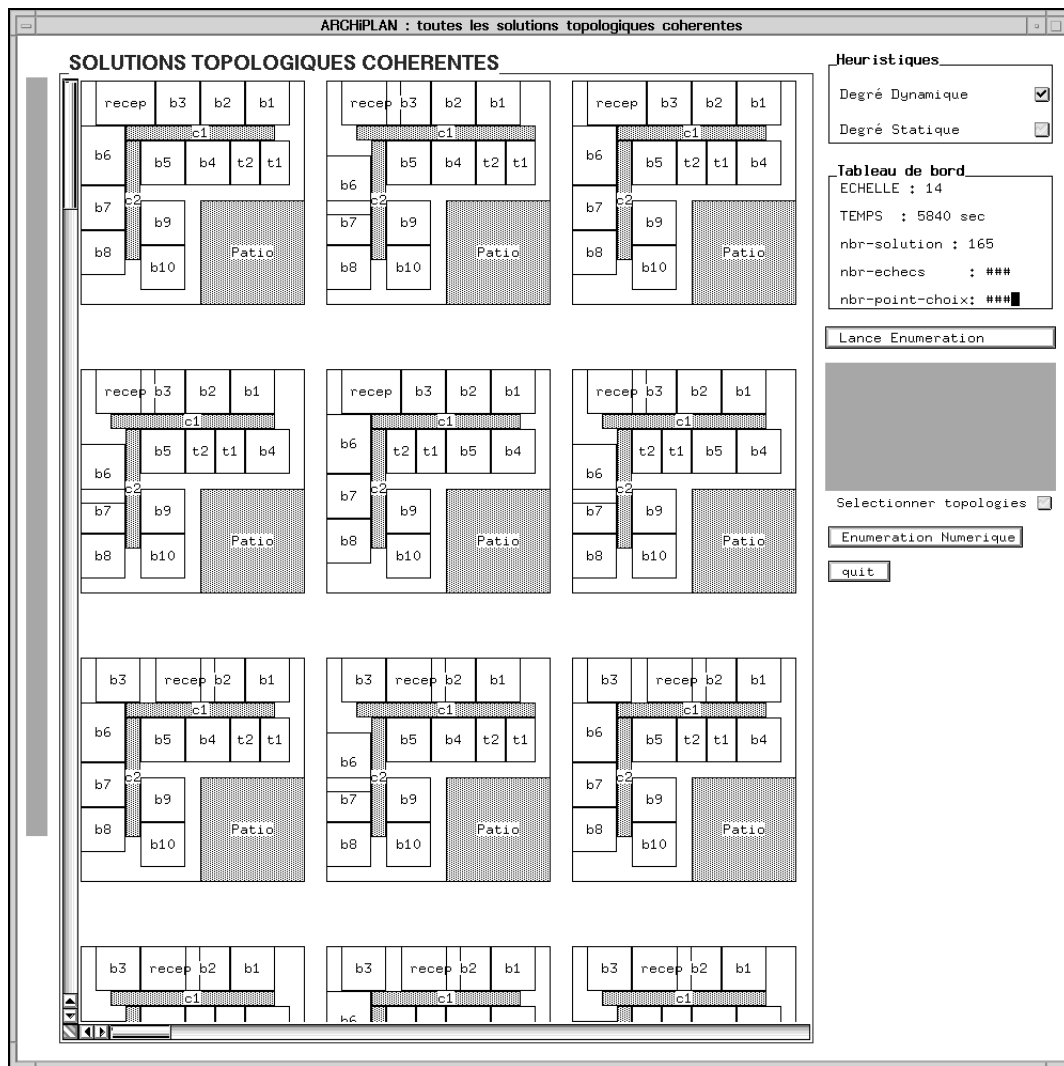 ARCHiPLAN : toutes les solutions topologiques coherentes
SOLUTIONS TOPOLOGIQUES COHERENTES
recep b3 b2 b1
c1
b6 b5 b4 t2 t1
b7 c2 b9
b8 b10 Patio
recep b3 b2 b1
c1
b6 b5 b4 t2 t1
b7 c2 b9
b8 b10 Patio
recep b3 b2 b1
c1
b6 b5 t2 t1 b4
b7 c2 b9
b8 b10 Patio
recep b3 b2 b1
c1
b6 b5 t2 t1 b4
b7 c2 b9
b8 b10 Patio
recep b3 b2 b1
c1
b6 t2 t1 b5 b4
b7 c2 b9
b8 b10 Patio
recep b3 b2 b1
c1
b6 t2 t1 b5 b4
b7 c2 b9
b8 b10 Patio
b3 recep b2 b1
c1
b6 b5 b4 t2 t1
b7 c2 b9
b8 b10 Patio
b3 recep b2 b1
c1
b6 b5 b4 t2 t1
b7 c2 b9
b8 b10 Patio
b3 recep b2 b1
c1
b6 b5 t2 t1 b4
b7 c2 b9
b8 b10 Patio
b3 recep b2 b1
c1
b3 recep b2 b1
c1
b6
b3 recep b2 b1
c1
Heuristiques
Degré Dynamique
Degré Statique
Tableau de bord
ECHELLE : 14
TEMPS : 5840 sec
nbr-solution : 165
nbr-echecs : ###
nbr-point-choix: ###
Lance Enumeration
Selectionner topologies
Enumeration Numerique
quit